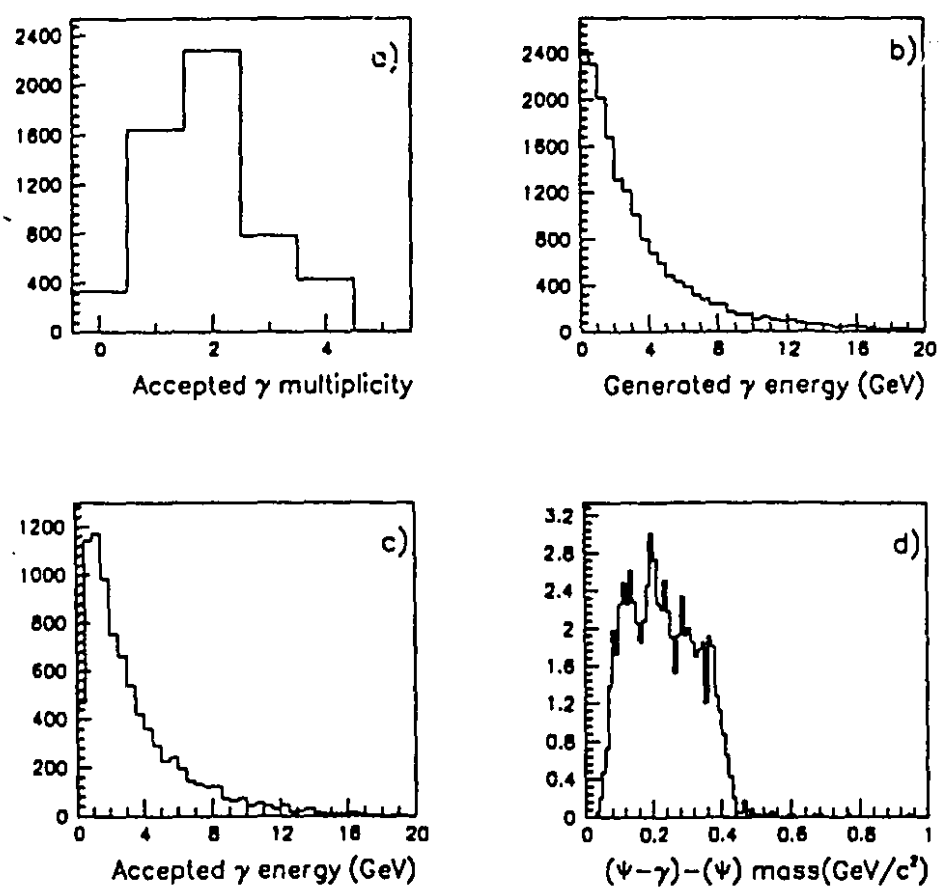 a)
2400
2000
1600
1200
800
400
0
0 2 4
Accepted γ multiplicity
b)
2400
2000
1600
1200
800
400
0
0 4 8 12 16 20
Generated γ energy (GeV)
c)
1200
1000
800
600
400
200
0
0 4 8 12 16 20
Accepted γ energy (GeV)
d)
3.2
2.8
2.4
2
1.6
1.2
0.8
0.4
0
0 0.2 0.4 0.6 0.8 1
(Ψ-γ)-(Ψ) mass(GeV/c²)